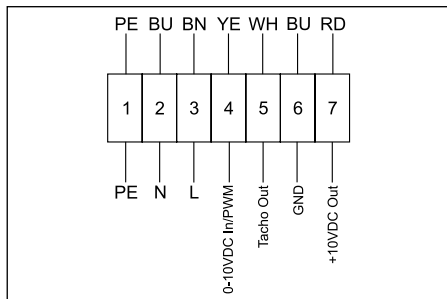 PE BU BN YE WH BU RD
1 2 3 4 5 6 7
PE N L 0-10VDC In/PWM Tacho Out GND +10VDC Out